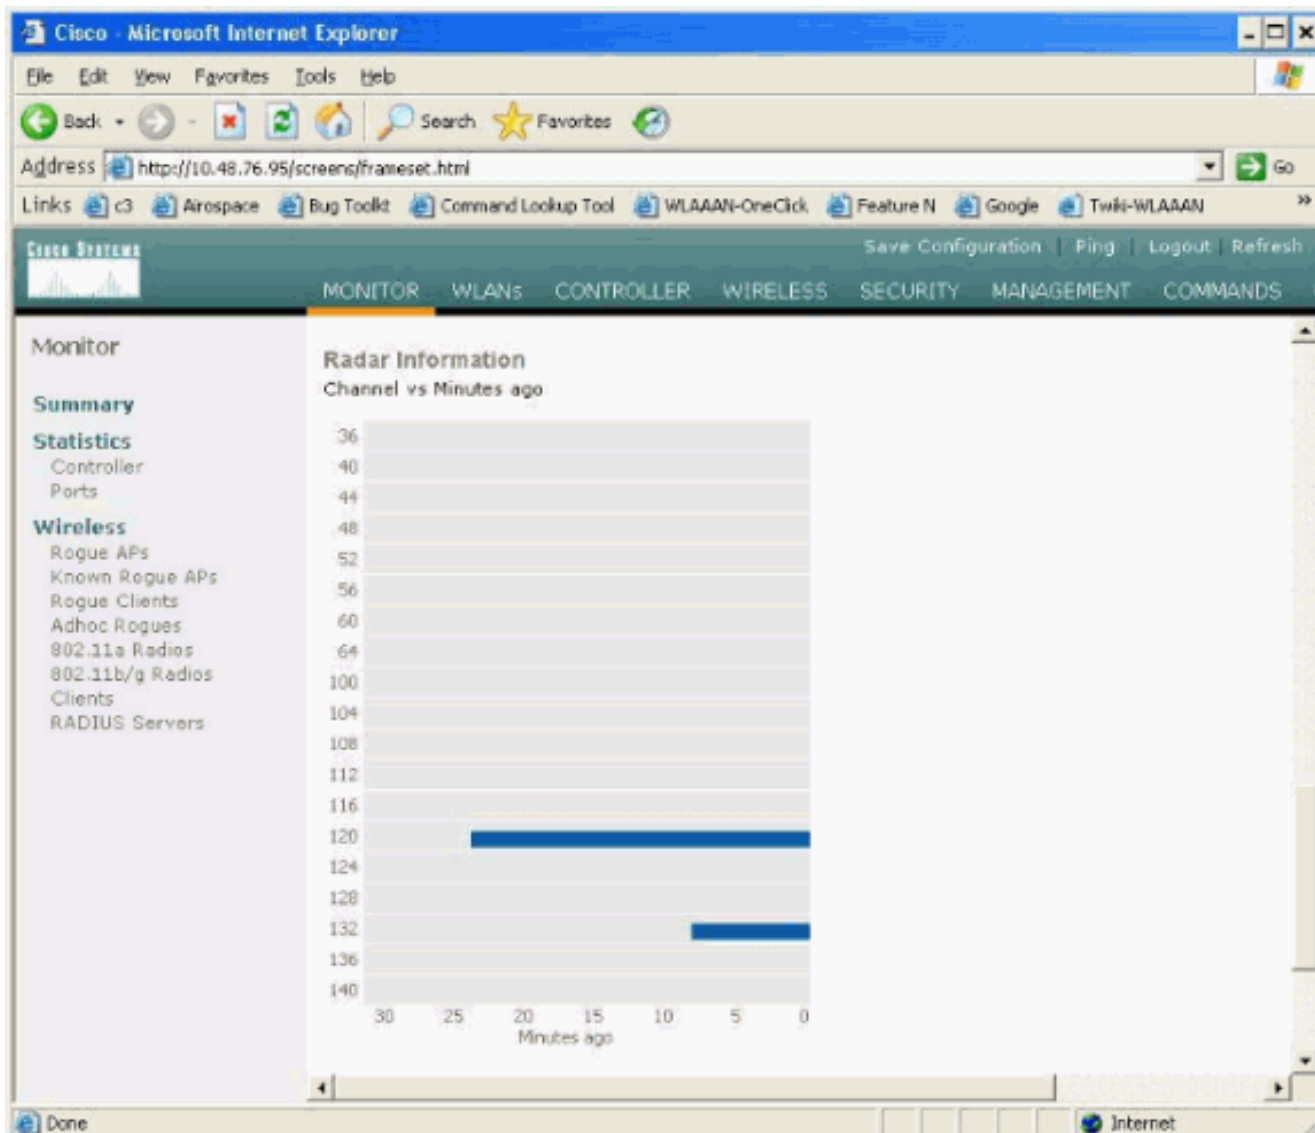 Cisco - Microsoft Internet Explorer
File Edit View Favorites Tools Help
Back Search Favorites
Address http://10.48.76.95/screens/frameset.html Go
Links c3 Airospace Bug Toolkit Command Lookup Tool WLAAAN-OneClick Feature N Google Twiki-WLAAAN »
CISCO SYSTEMS
Save Configuration | Ping | Logout | Refresh
MONITOR WLANs CONTROLLER WIRELESS SECURITY MANAGEMENT COMMANDS
Monitor
Summary
Statistics
Controller
Ports
Wireless
Rogue APs
Known Rogue APs
Rogue Clients
Adhoc Rogues
802.11a Radios
802.11b/g Radios
Clients
RADIUS Servers
Radar Information
Channel vs Minutes ago
36
40
44
48
52
56
60
64
100
104
108
112
116
120
124
128
132
136
140
30 25 20 15 10 5 0
Minutes ago
Done
Internet